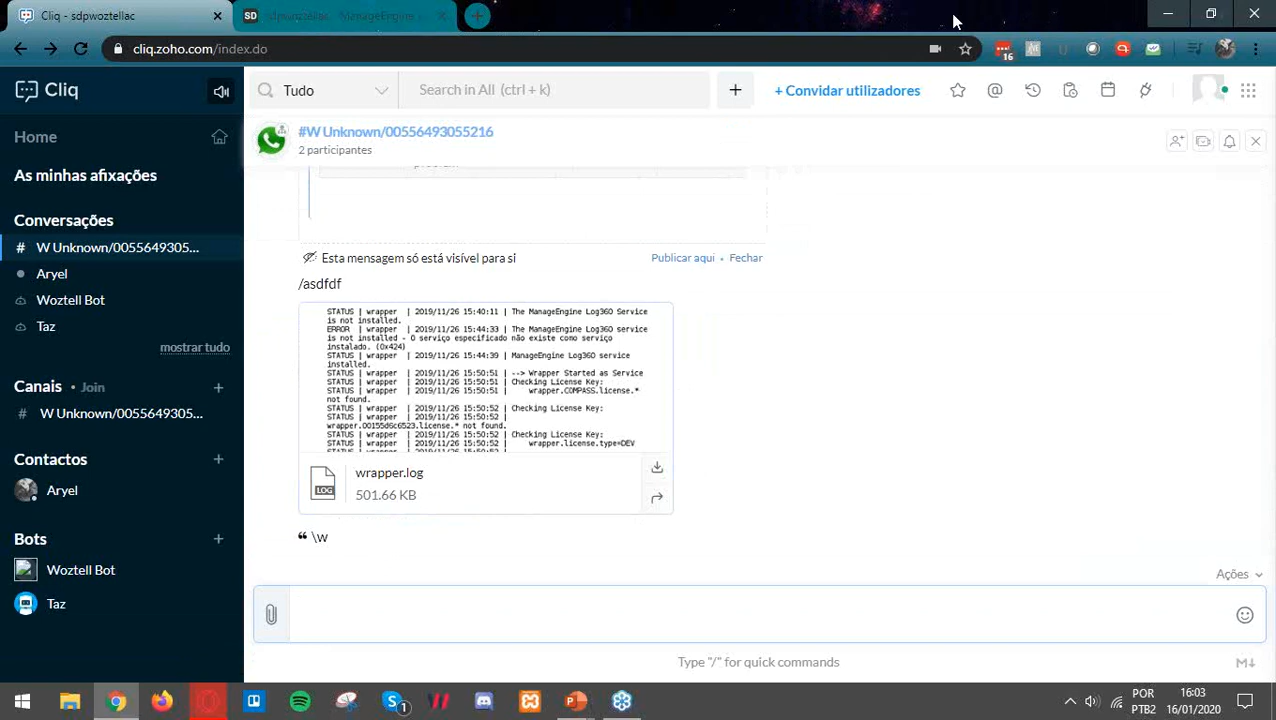 Cliq - sdpwoztellac
SD
cliq.zoho.com/index.do
16
Cliq
Tudo
Search in All (ctrl + k)
+ Convidar utilizadores
Home
#W Unknown/00556493055216
2 participantes
As minhas afixações
Conversações
# W Unknown/0055649305...
Aryel
Woztell Bot
Taz
mostrar tudo
Canais • Join
# W Unknown/0055649305...
Contactos
Aryel
Bots
Woztell Bot
Taz
Esta mensagem só está visível para si
Publicar aqui • Fechar
/asdfdf
STATUS | wrapper | 2019/11/26 15:40:11 | The ManageEngine Log360 Service
is not installed.
ERROR | wrapper | 2019/11/26 15:44:33 | The ManageEngine Log360 service
is not installed - O serviço especificado não existe como serviço
instalado. (0x424)
STATUS | wrapper | 2019/11/26 15:44:39 | ManageEngine Log360 service
installed.
STATUS | wrapper | 2019/11/26 15:50:51 | --> Wrapper Started as Service
STATUS | wrapper | 2019/11/26 15:50:51 | Checking License Key:
STATUS | wrapper | 2019/11/26 15:50:51 | wrapper.COMPASS.license.*
not found.
STATUS | wrapper | 2019/11/26 15:50:52 | Checking License Key:
STATUS | wrapper | 2019/11/26 15:50:52 |
wrapper.00155d6c6523.license.* not found.
STATUS | wrapper | 2019/11/26 15:50:52 | Checking License Key:
STATUS | wrapper | 2019/11/26 15:50:52 | wrapper.license.type=DEV
LOG
wrapper.log
501.66 KB
❝ \w
Ações
Type "/" for quick commands
M↓
1
POR
PTB2
16:03
16/01/2020